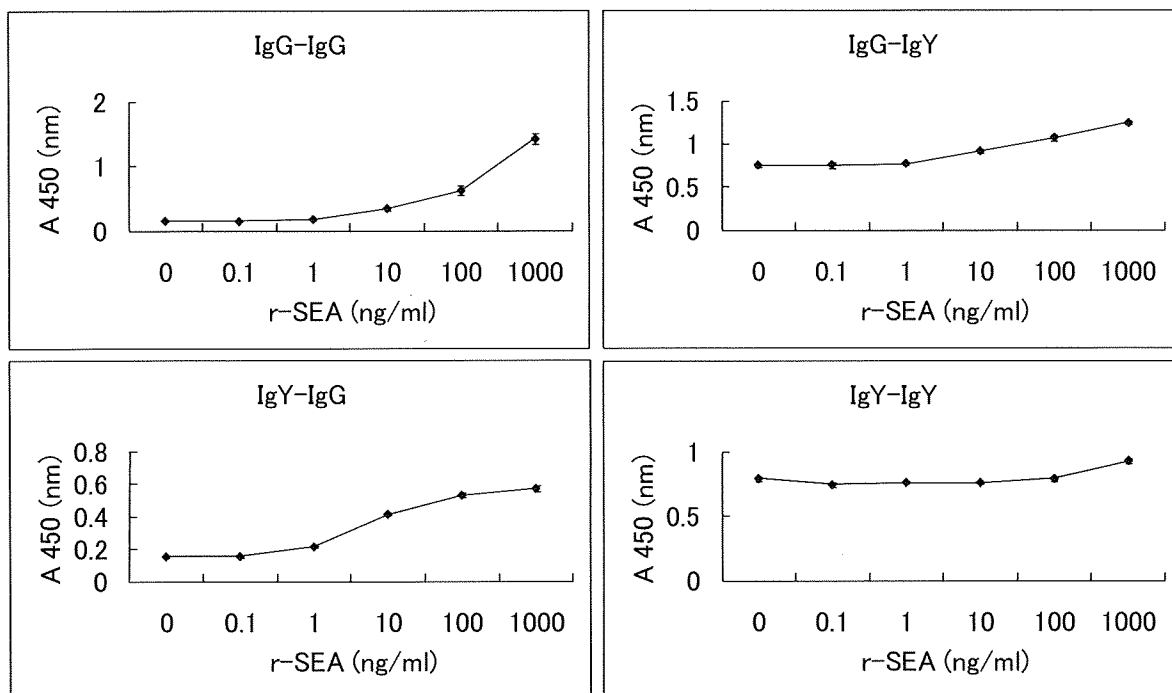 IgG-IgG
A 450 (nm)
2
1
0
0 0.1 1 10 100 1000
r-SEA (ng/ml)
IgG-IgY
A 450 (nm)
1.5
1
0.5
0
0 0.1 1 10 100 1000
r-SEA (ng/ml)
IgY-IgG
A 450 (nm)
0.8
0.6
0.4
0.2
0
0 0.1 1 10 100 1000
r-SEA (ng/ml)
IgY-IgY
A 450 (nm)
1
0.5
0
0 0.1 1 10 100 1000
r-SEA (ng/ml)